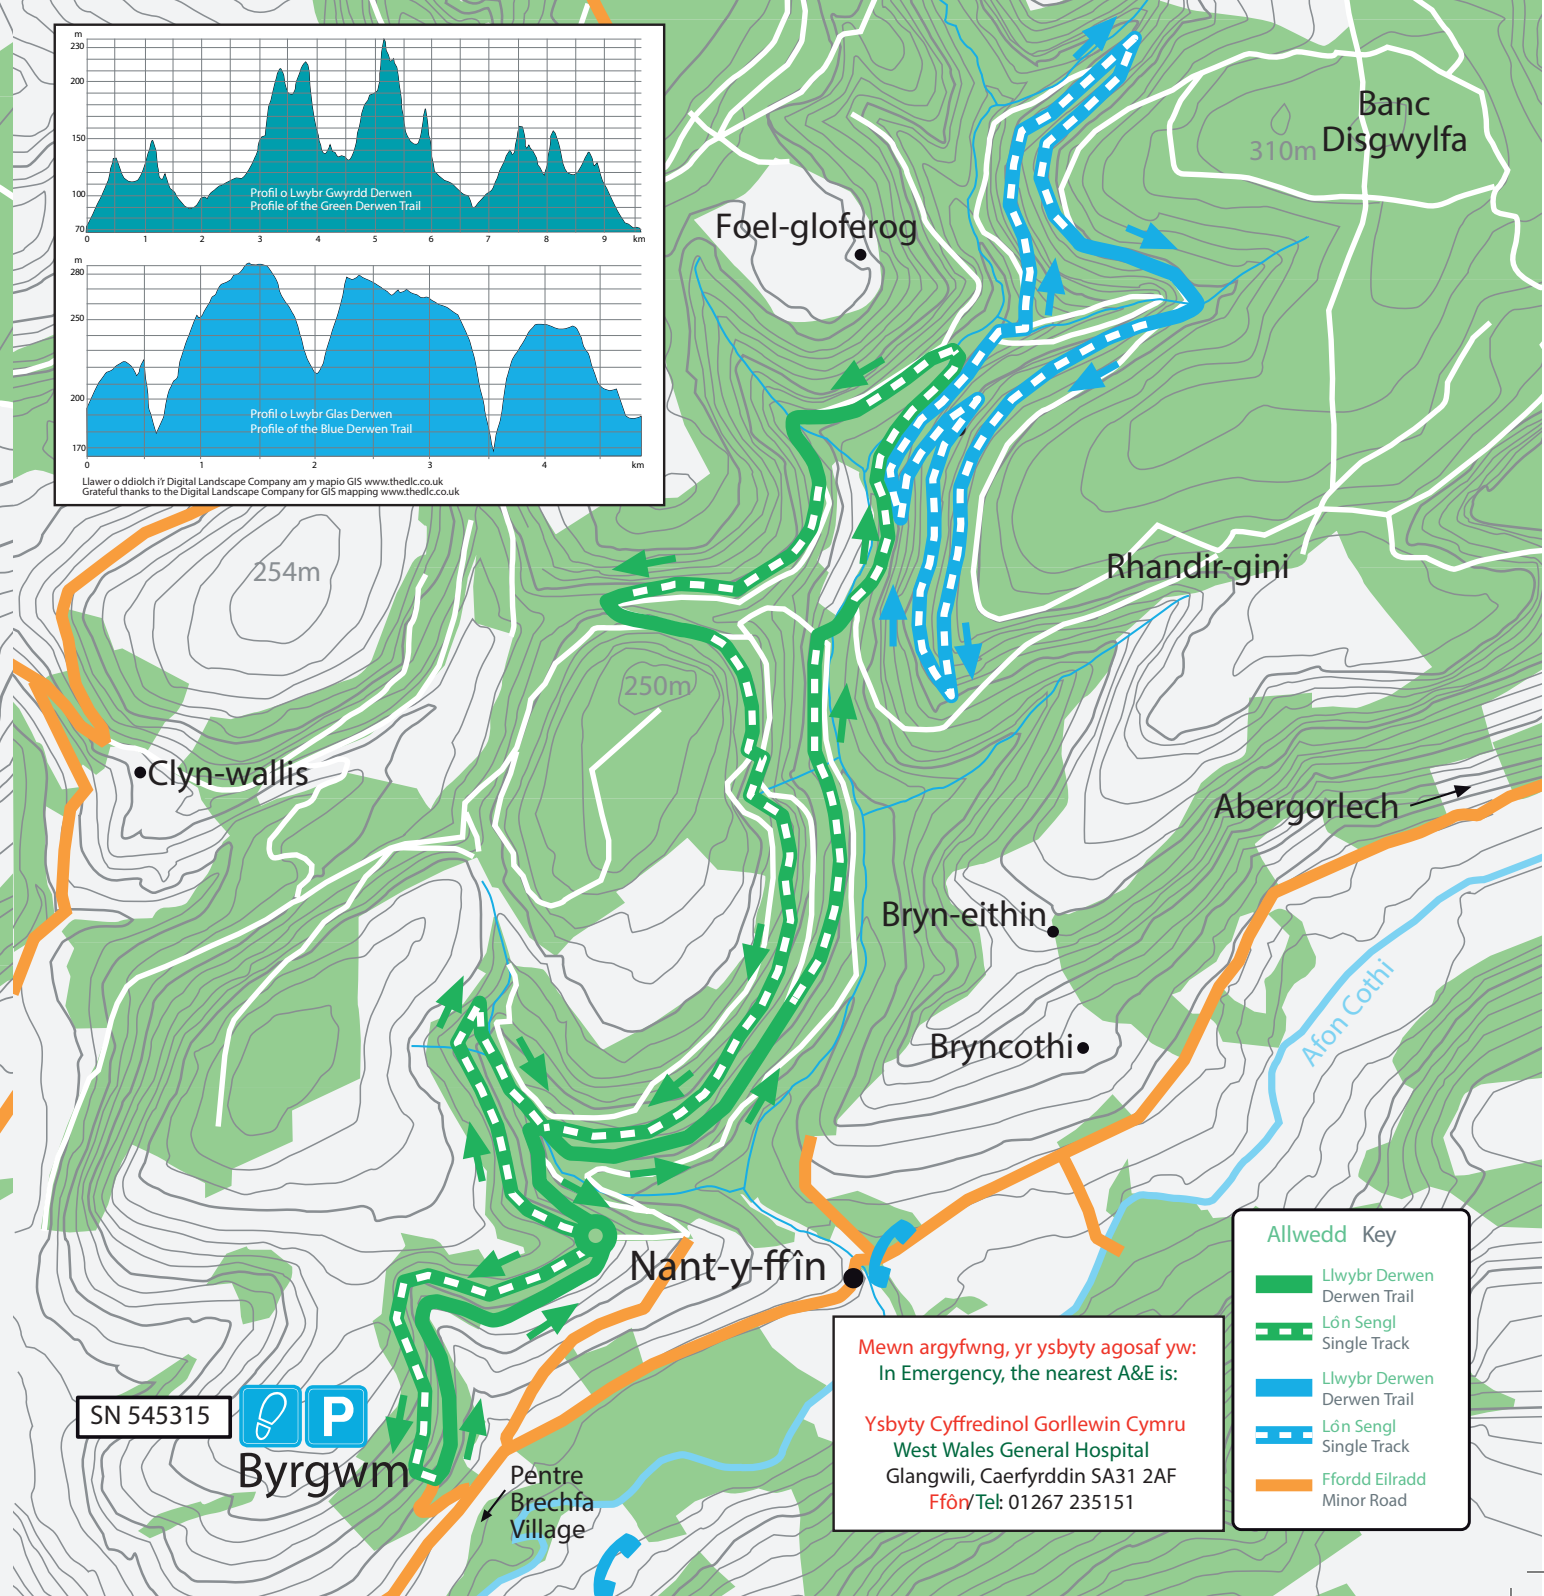 m
230
200
150
100
70
Profil o Lwybr Gwyrdd Derwen
Profile of the Green Derwen Trail
0 1 2 3 4 5 6 7 8 9 km
m
280
250
200
170
Profil o Lwybr Glas Derwen
Profile of the Blue Derwen Trail
0 1 2 3 4 km
Llawer o ddiolch i'r Digital Landscape Company am y mapio GIS www.thedlc.co.uk
Grateful thanks to the Digital Landscape Company for GIS mapping www.thedlc.co.uk
Banc
Disgwylfa
310m
Foel-gloferog
254m
Rhandir-gini
250m
Clyn-wallis
Abergorlech
Bryn-eithin
Afon Cothi
Bryncothi
Nant-y-ffîn
SN 545315
P
Byrgwm
Pentre
Brechfa
Village
Mewn argyfwng, yr ysbyty agosaf yw:
In Emergency, the nearest A&E is:
Ysbyty Cyffredinol Gorllewin Cymru
West Wales General Hospital
Glangwili, Caerfyrddin SA31 2AF
Ffôn/Tel: 01267 235151
Allwedd Key
Llwybr Derwen
Derwen Trail
Lôn Sengl
Single Track
Llwybr Derwen
Derwen Trail
Lôn Sengl
Single Track
Ffordd Eilradd
Minor Road